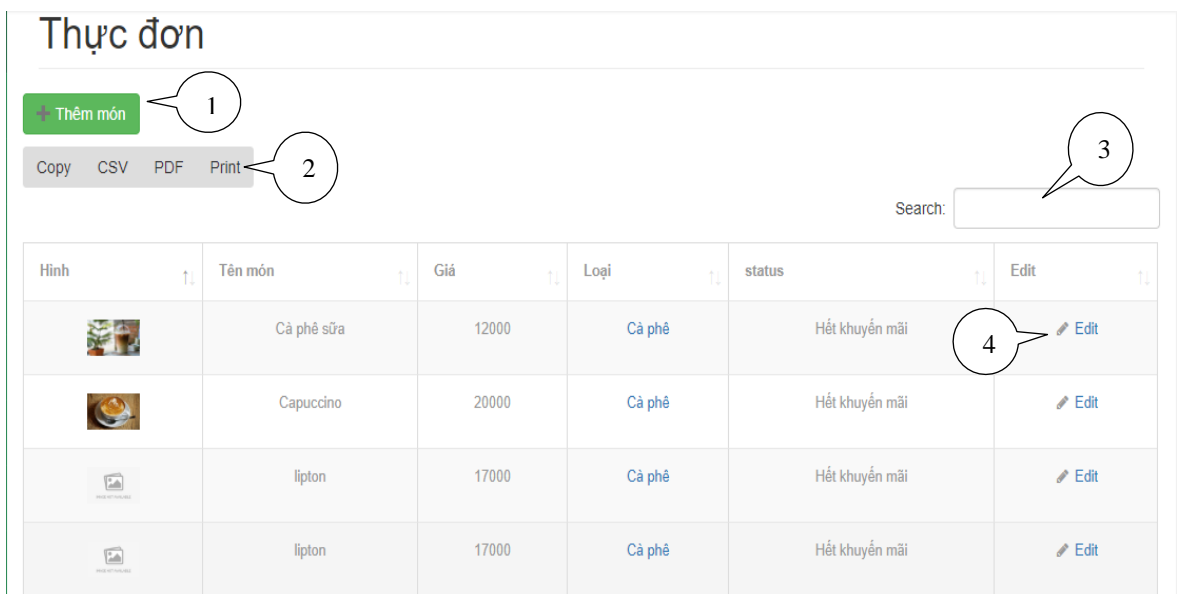 Thực đơn
1
Thêm món
Copy CSV PDF Print
2
3
Search:
Hình Tên món Giá Loại status Edit
Cà phê sữa 12000 Cà phê Hết khuyến mãi Edit
4
Capuccino 20000 Cà phê Hết khuyến mãi Edit
lipton 17000 Cà phê Hết khuyến mãi Edit
lipton 17000 Cà phê Hết khuyến mãi Edit